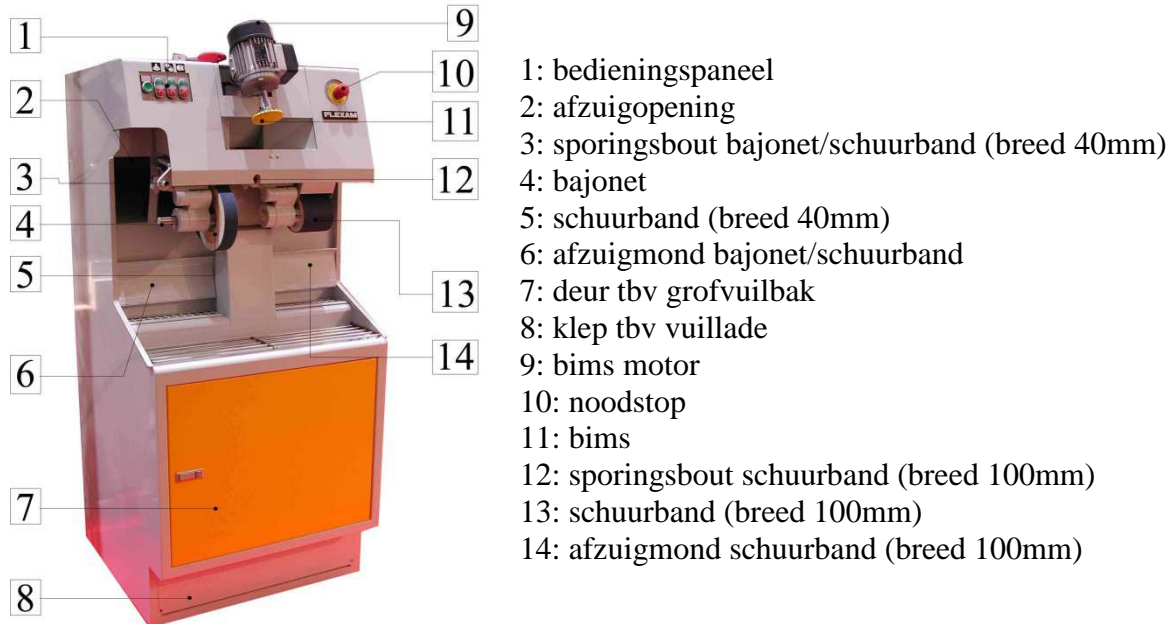 1
2
3
4
5
6
7
8
9
10
11
12
13
14
FLEXAM
1: bedieningspaneel
2: afzuigopening
3: sporingsbout bajonet/schuurband (breed 40mm)
4: bajonet
5: schuurband (breed 40mm)
6: afzuigmond bajonet/schuurband
7: deur tbv grofvuilbak
8: klep tbv vuillade
9: bims motor
10: noodstop
11: bims
12: sporingsbout schuurband (breed 100mm)
13: schuurband (breed 100mm)
14: afzuigmond schuurband (breed 100mm)